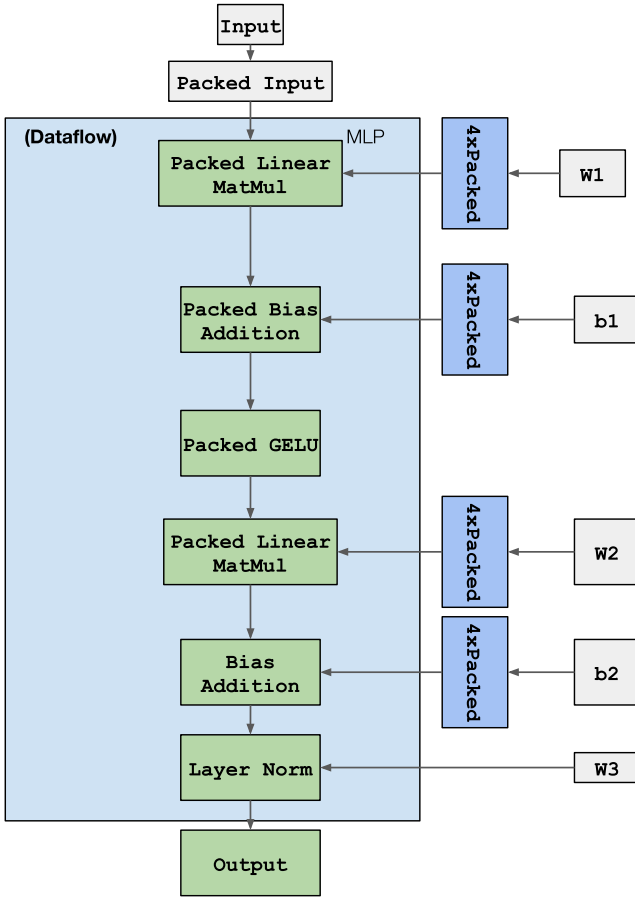 Input
Packed Input
(Dataflow)
MLP
Packed Linear
MatMul
4xPacked
W1
Packed Bias
Addition
4xPacked
b1
Packed GELU
Packed Linear
MatMul
4xPacked
W2
Bias
Addition
4xPacked
b2
Layer Norm
W3
Output